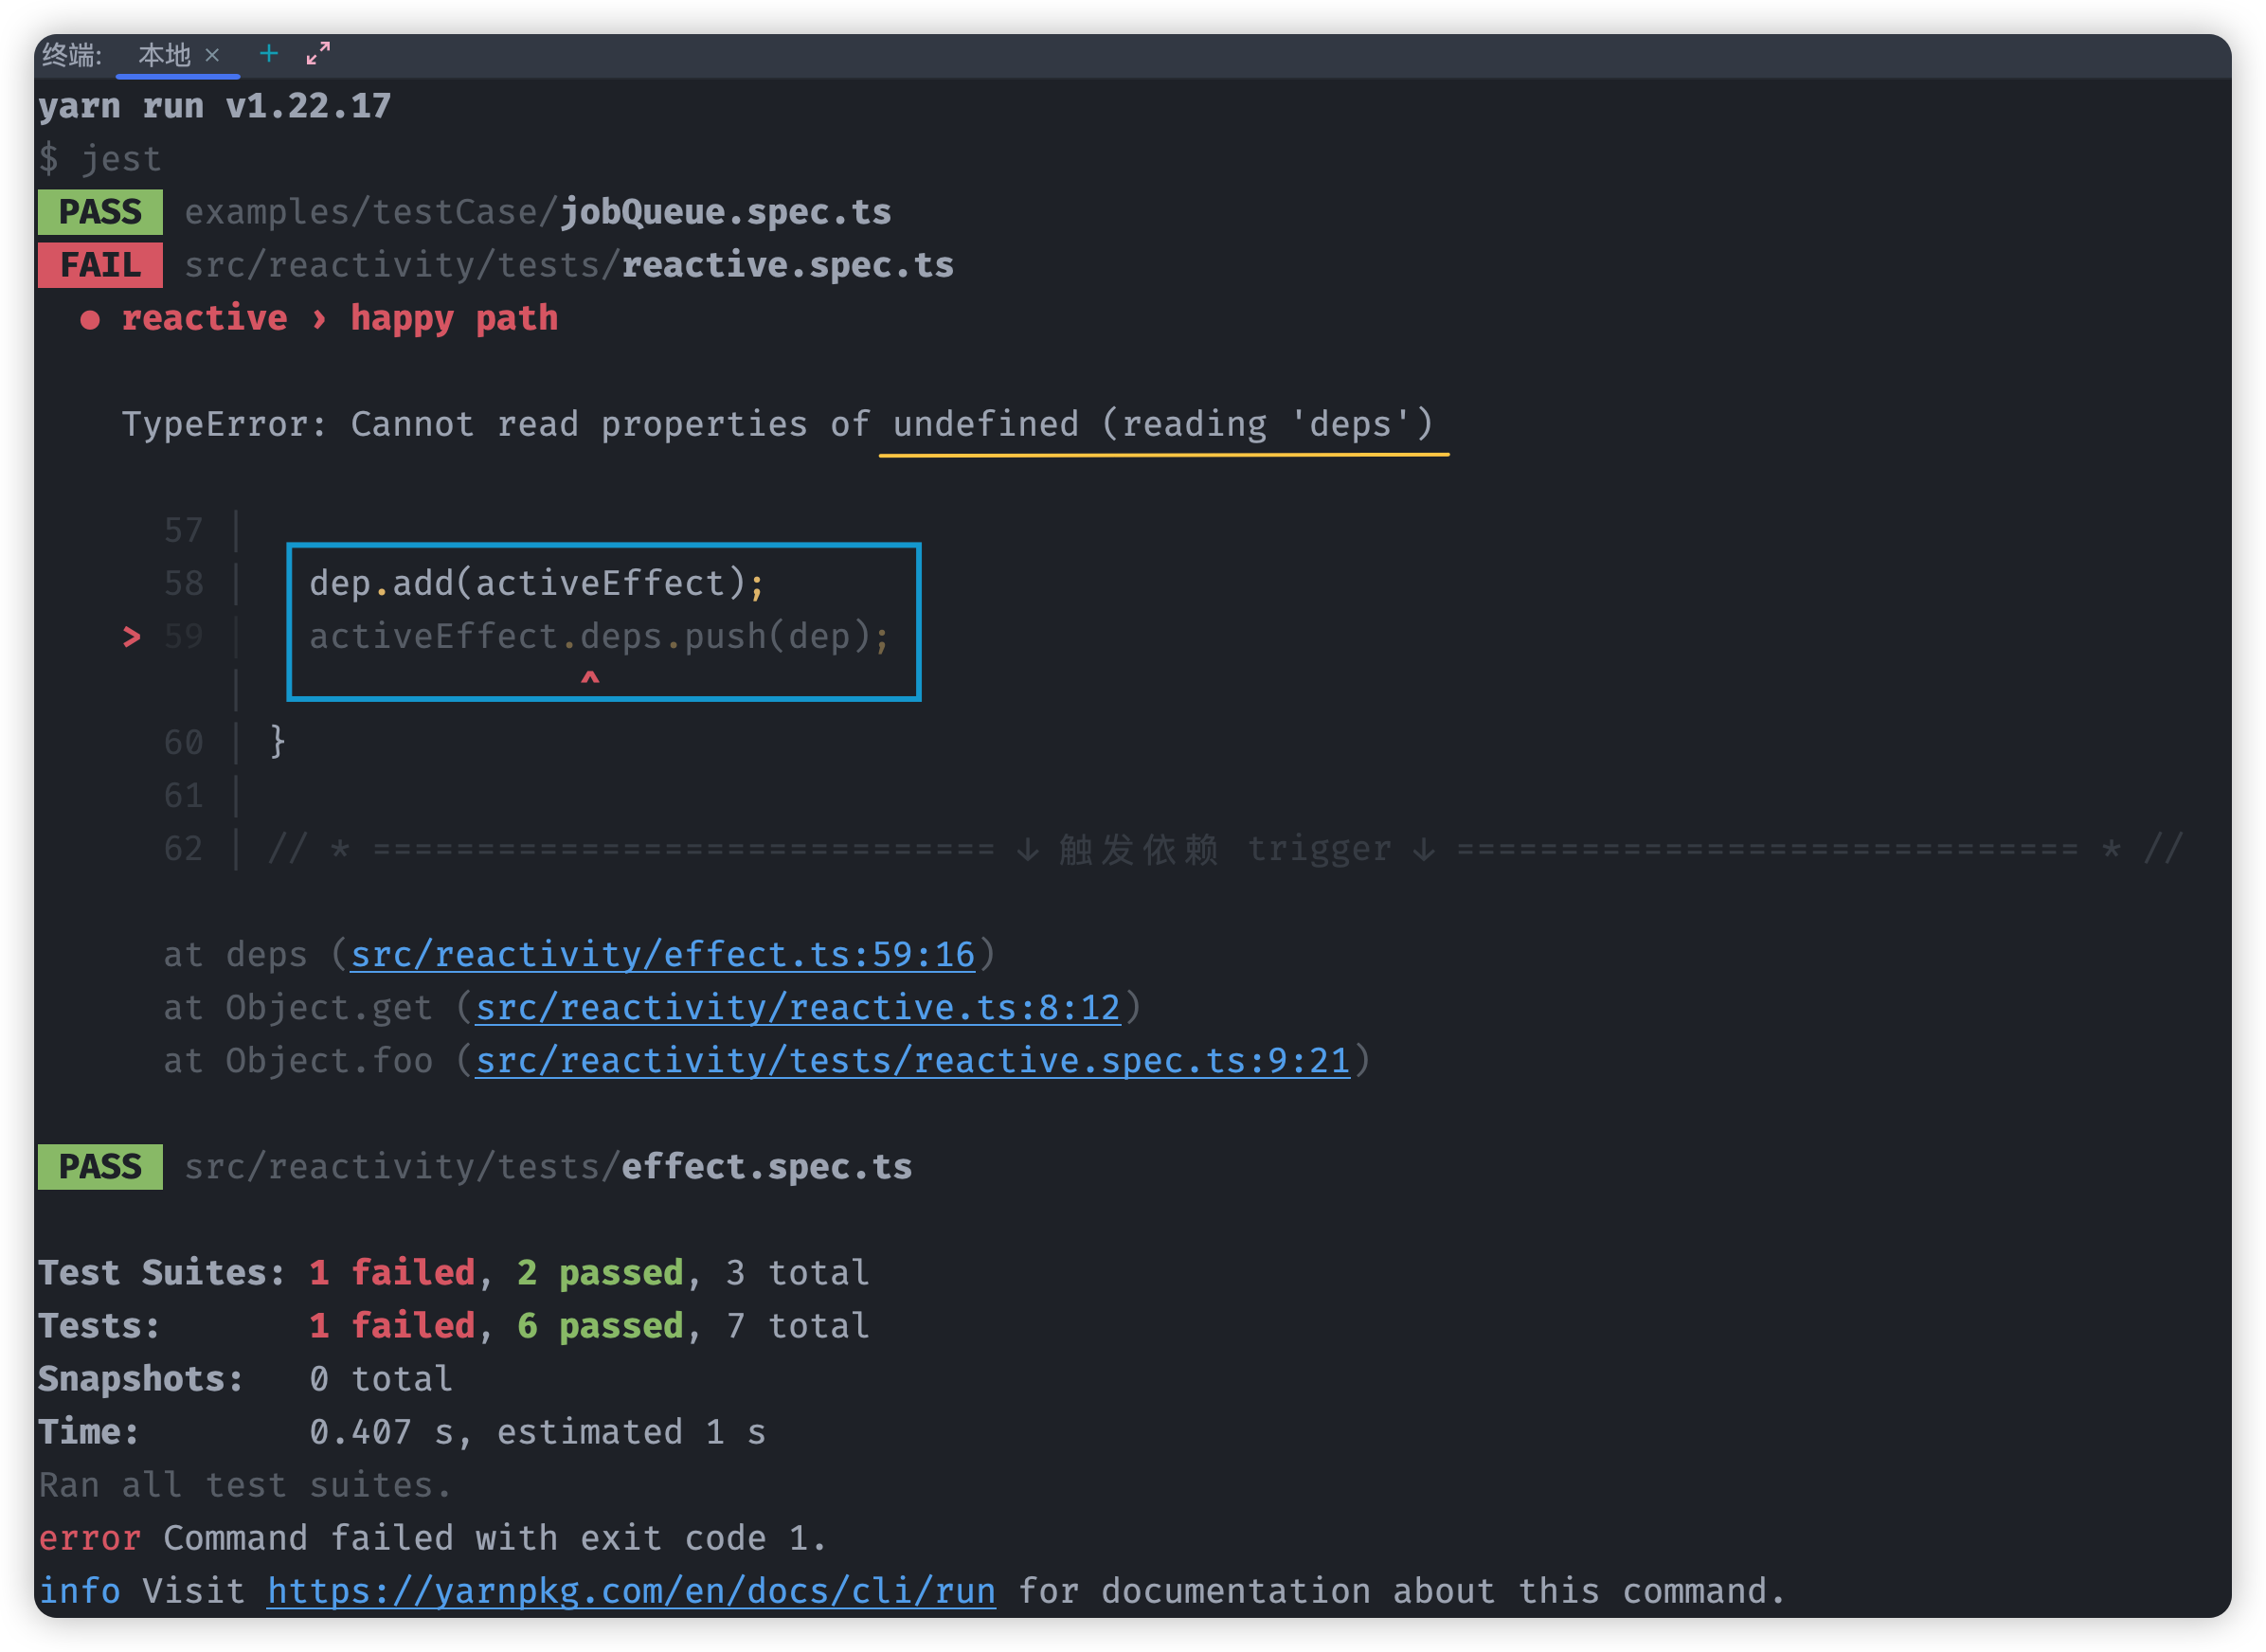 终端: 本地 × +
yarn run v1.22.17
$ jest
PASS examples/testCase/jobQueue.spec.ts
FAIL src/reactivity/tests/reactive.spec.ts
● reactive › happy path
TypeError: Cannot read properties of undefined (reading 'deps')
57 |
58 | dep.add(activeEffect);
> 59 | activeEffect.deps.push(dep);
| ^
60 | }
61 |
62 | // * ============================== ↓ 触发依赖 trigger ↓ ============================== * //
at deps (src/reactivity/effect.ts:59:16)
at Object.get (src/reactivity/reactive.ts:8:12)
at Object.foo (src/reactivity/tests/reactive.spec.ts:9:21)
PASS src/reactivity/tests/effect.spec.ts
Test Suites: 1 failed, 2 passed, 3 total
Tests: 1 failed, 6 passed, 7 total
Snapshots: 0 total
Time: 0.407 s, estimated 1 s
Ran all test suites.
error Command failed with exit code 1.
info Visit https://yarnpkg.com/en/docs/cli/run for documentation about this command.